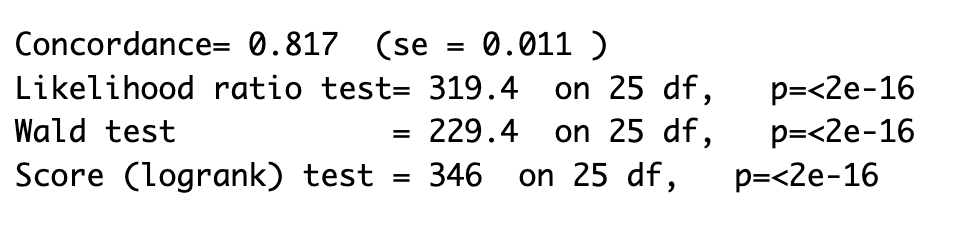 Concordance= 0.817  (se = 0.011 )
Likelihood ratio test= 319.4  on 25 df,   p=<2e-16
Wald test            = 229.4  on 25 df,   p=<2e-16
Score (logrank) test = 346  on 25 df,   p=<2e-16